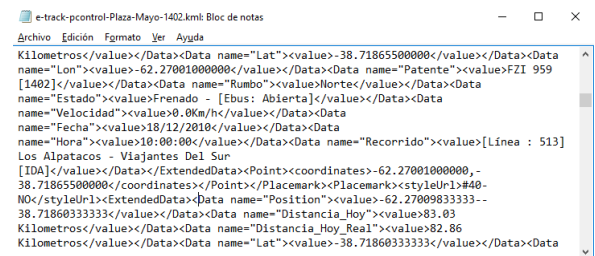 e-track-pcontrol-Plaza-Mayo-1402.kml: Bloc de notas
Archivo Edición Formato Ver Ayuda
Kilometros</value></Data><Data name="Lat"><value>-38.71865500000</value></Data><Data
name="Lon"><value>-62.27001000000</value></Data><Data name="Patente"><value>FZI 959
[1402]</value></Data><Data name="Rumbo"><value>Norte</value></Data><Data
name="Estado"><value>Frenado - [Ebus: Abierta]</value></Data><Data
name="Velocidad"><value>0.0Km/h</value></Data><Data
name="Fecha"><value>18/12/2010</value></Data><Data
name="Hora"><value>10:00:00</value></Data><Data name="Recorrido"><value>[Línea : 513]
Los Alpatacos - Viajantes Del Sur
[IDA]</value></Data></ExtendedData><Point><coordinates>-62.27001000000,-
38.71865500000</coordinates></Point></Placemark><Placemark><styleUrl>#40-
NO</styleUrl><ExtendedData><Data name="Position"><value>-62.27009833333--
38.71860333333</value></Data><Data name="Distancia_Hoy"><value>83.03
Kilometros</value></Data><Data name="Distancia_Hoy_Real"><value>82.86
Kilometros</value></Data><Data name="Lat"><value>-38.71860333333</value></Data><Data